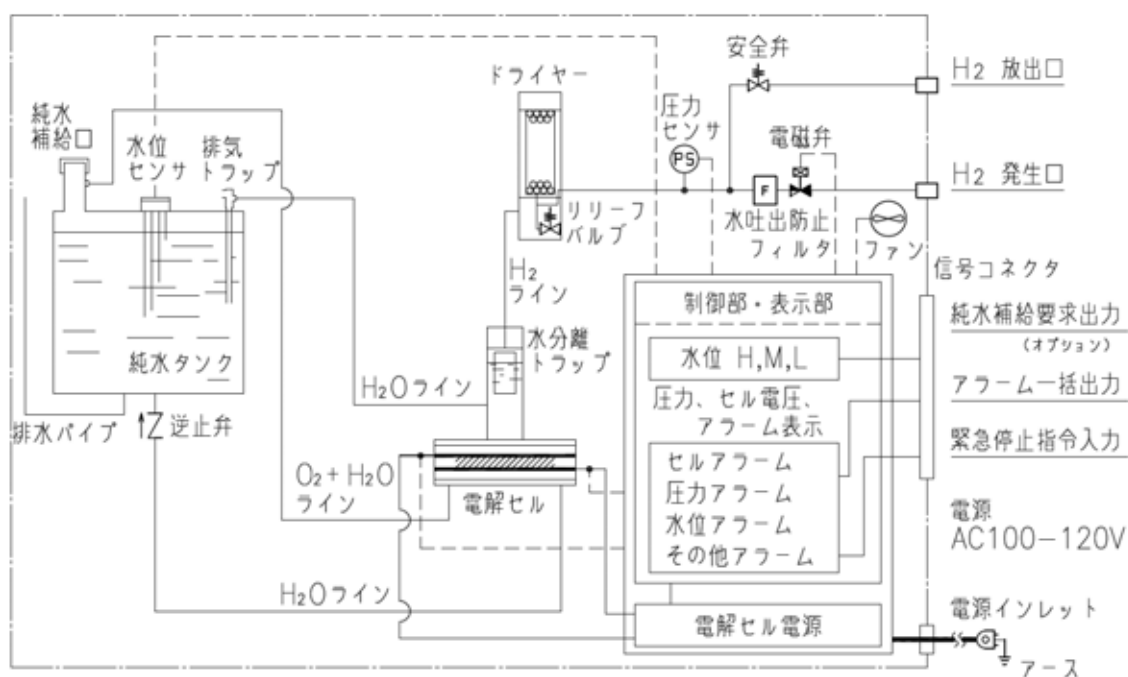 安全弁
H2 放出口
ドライヤー
圧力
センサ
純水
補給口
水位
センサ
排気
トラップ
電磁弁
PS
H2 発生口
F
リリーフ
バルブ
水吐出防止
フィルタ
ファン
H2
ライン
信号コネクタ
制御部・表示部
純水補給要求出力
(オプション)
水分離
トラップ
水位 H,M,L
純水タンク
H2Oライン
アラーム一括出力
圧力、セル電圧、
アラーム表示
排水パイプ
逆止弁
緊急停止指令入力
セルアラーム
圧力アラーム
水位アラーム
その他アラーム
O2+H2O
ライン
電解セル
電源
AC100-120V
H2Oライン
電源インレット
電解セル電源
アース